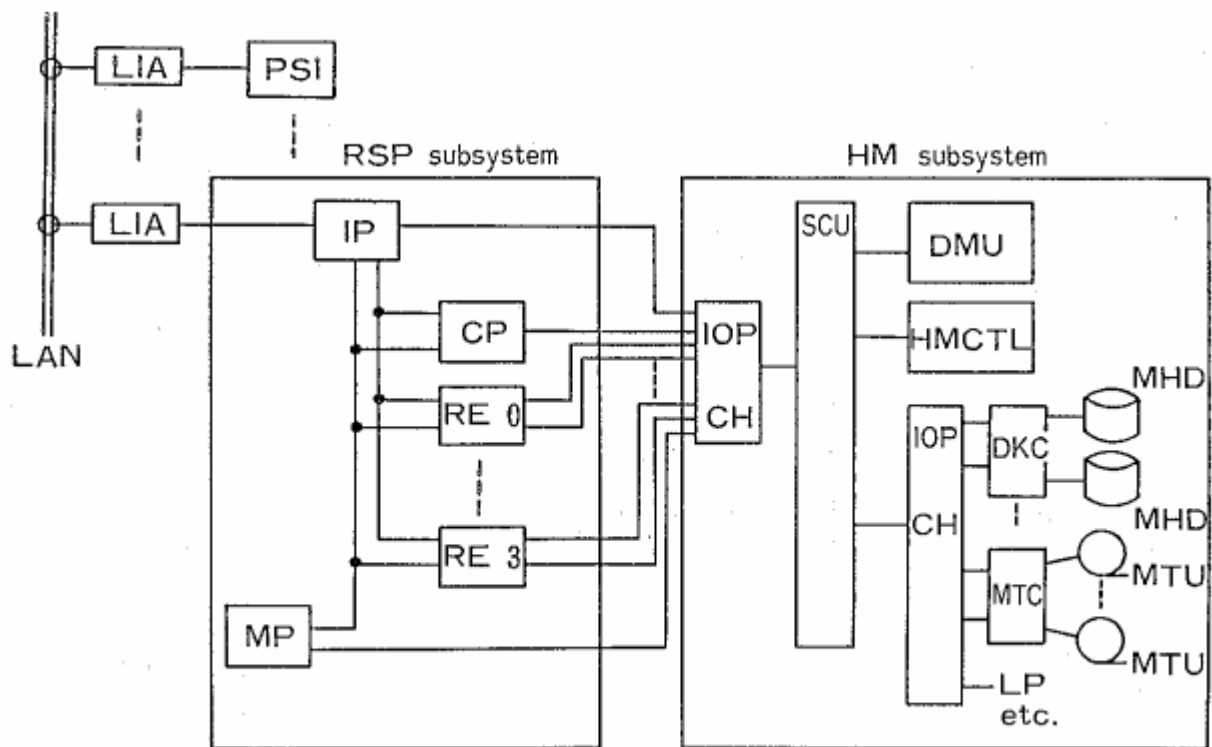 LIA
PSI
RSP subsystem
HM subsystem
LIA
IP
SCU
DMU
CP
IOP
HMCTL
LAN
MHD
RE 0
CH
IOP
DKC
CH
MHD
RE 3
MTC
MTU
MP
MTU
LP
etc.